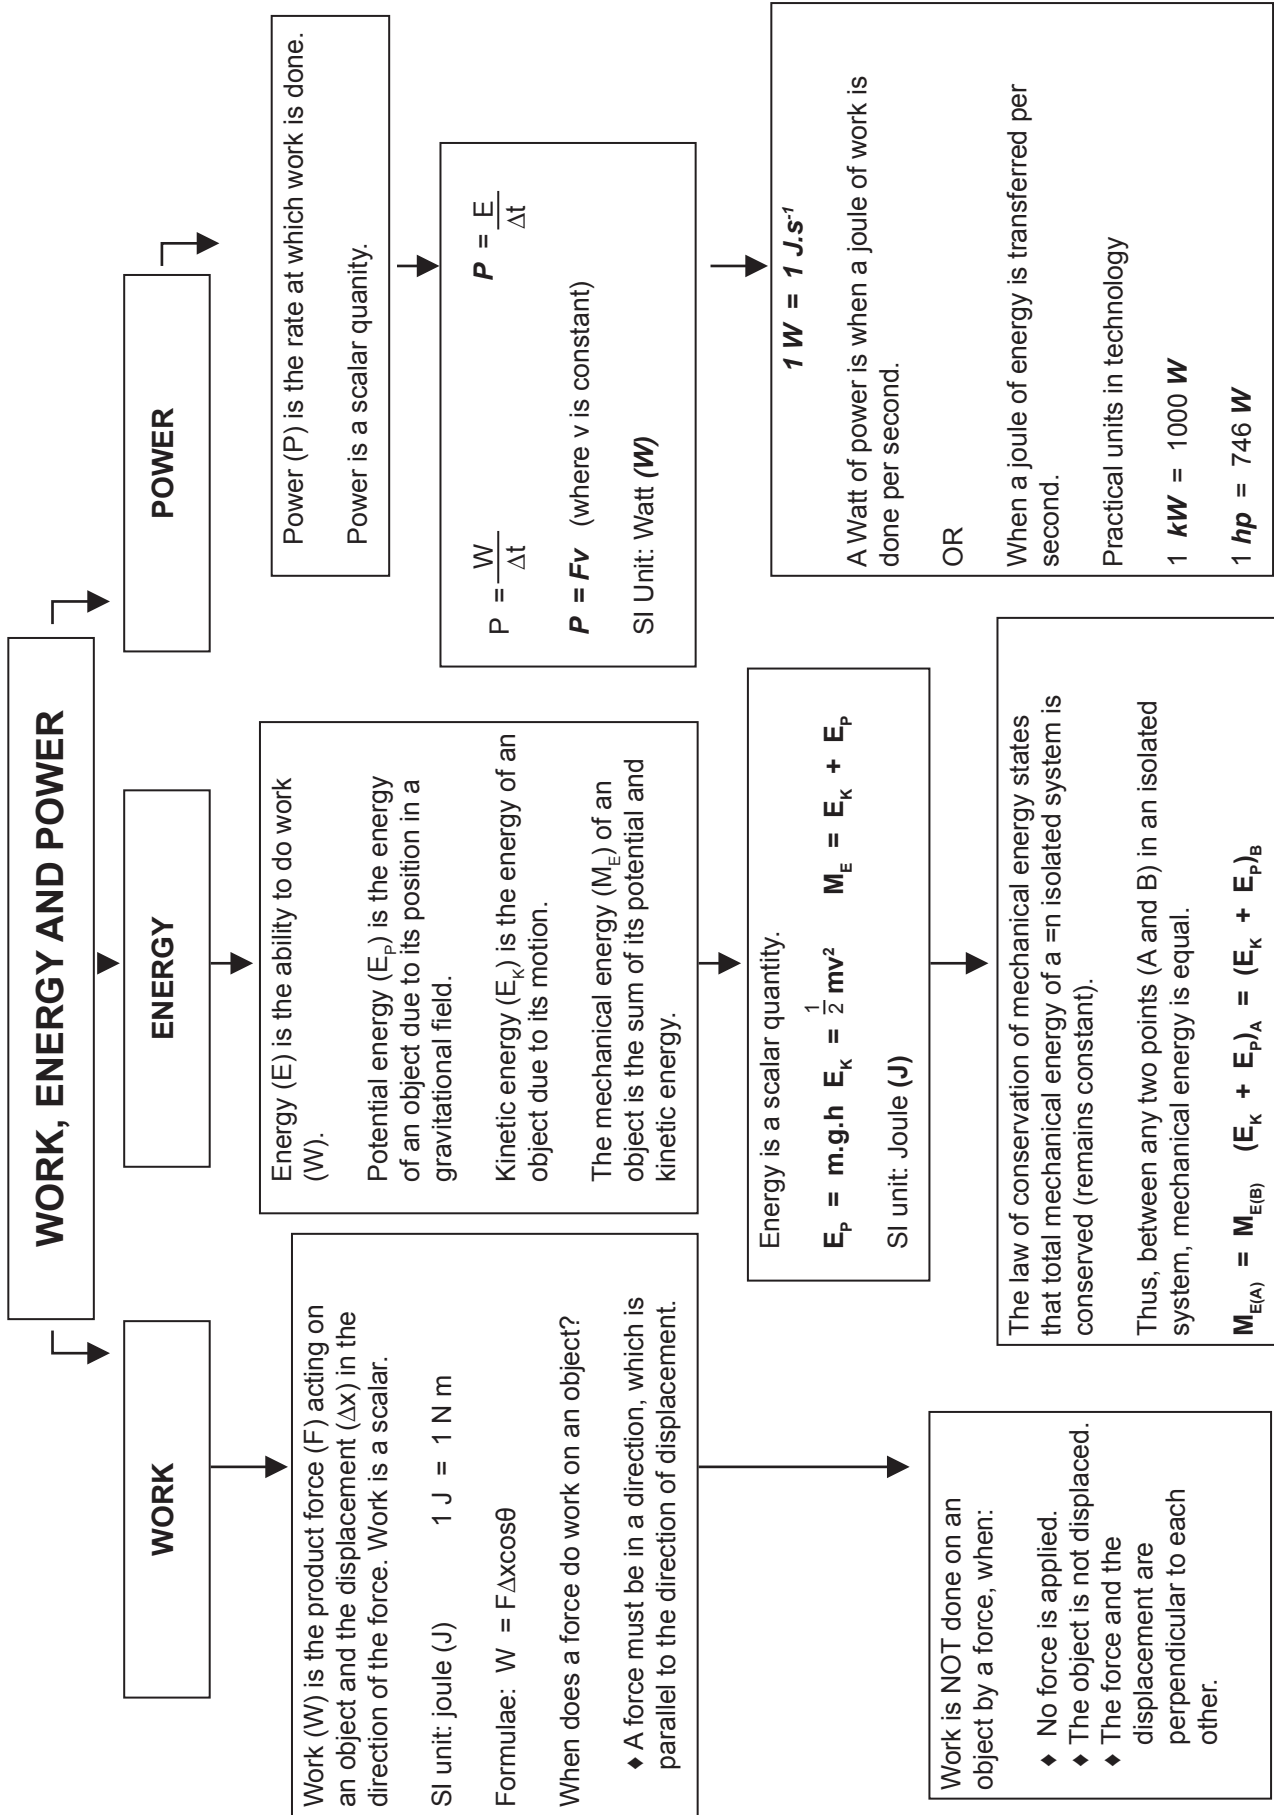 WORK, ENERGY AND POWER
WORK
Work (W) is the product force (F) acting on
an object and the displacement (∆x) in the
direction of the force. Work is a scalar.
SI unit: joule (J) 1 J = 1 N m
Formulae: W = F∆xcosθ
When does a force do work on an object?
♦ A force must be in a direction, which is
parallel to the direction of displacement.
Work is NOT done on an
object by a force, when:
♦ No force is applied.
♦ The object is not displaced.
♦ The force and the
displacement are
perpendicular to each
other.
ENERGY
Energy (E) is the ability to do work
(W).
Potential energy (E_P) is the energy
of an object due to its position in a
gravitational field.
Kinetic energy (E_K) is the energy of an
object due to its motion.
The mechanical energy (M_E) of an
object is the sum of its potential and
kinetic energy.
Energy is a scalar quantity.
E_P = m.g.h E_K = 1/2 mv² M_E = E_K + E_P
SI unit: Joule (J)
The law of conservation of mechanical energy states
that total mechanical energy of a =n isolated system is
conserved (remains constant).
Thus, between any two points (A and B) in an isolated
system, mechanical energy is equal.
M_E(A) = M_E(B) (E_K + E_P)_A = (E_K + E_P)_B
POWER
Power (P) is the rate at which work is done.
Power is a scalar quantity.
P = W/∆t P = E/∆t
P = Fv (where v is constant)
SI Unit: Watt (W)
1 W = 1 J.s⁻¹
A Watt of power is when a joule of work is
done per second.
OR
When a joule of energy is transferred per
second.
Practical units in technology
1 kW = 1000 W
1 hp = 746 W